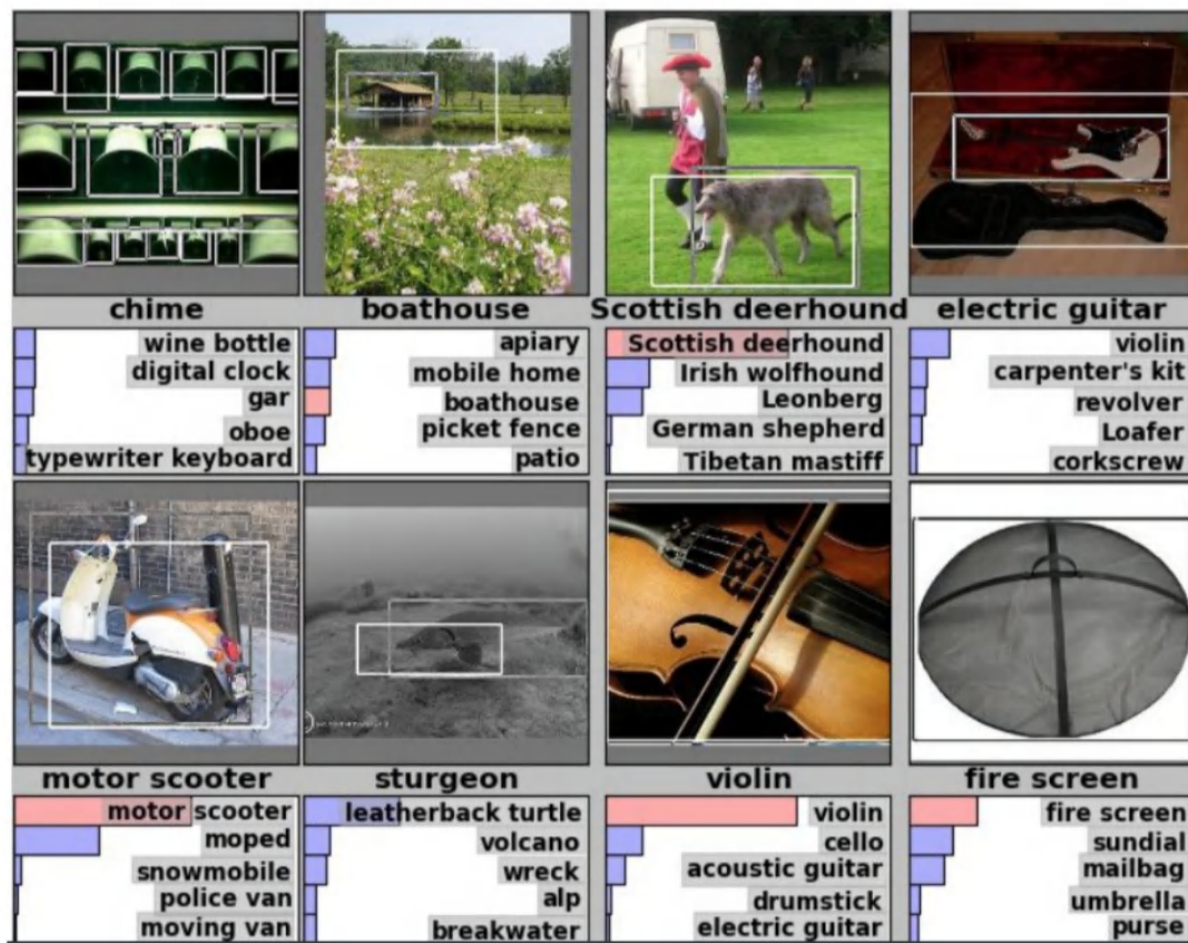 chime
boathouse
Scottish deerhound
electric guitar
wine bottle
digital clock
gar
oboe
typewriter keyboard
apiary
mobile home
boathouse
picket fence
patio
Scottish deerhound
Irish wolfhound
Leonberg
German shepherd
Tibetan mastiff
violin
carpenter's kit
revolver
Loafer
corkscrew
motor scooter
sturgeon
violin
fire screen
motor scooter
moped
snowmobile
police van
moving van
leatherback turtle
volcano
wreck
alp
breakwater
violin
cello
acoustic guitar
drumstick
electric guitar
fire screen
sundial
mailbag
umbrella
purse